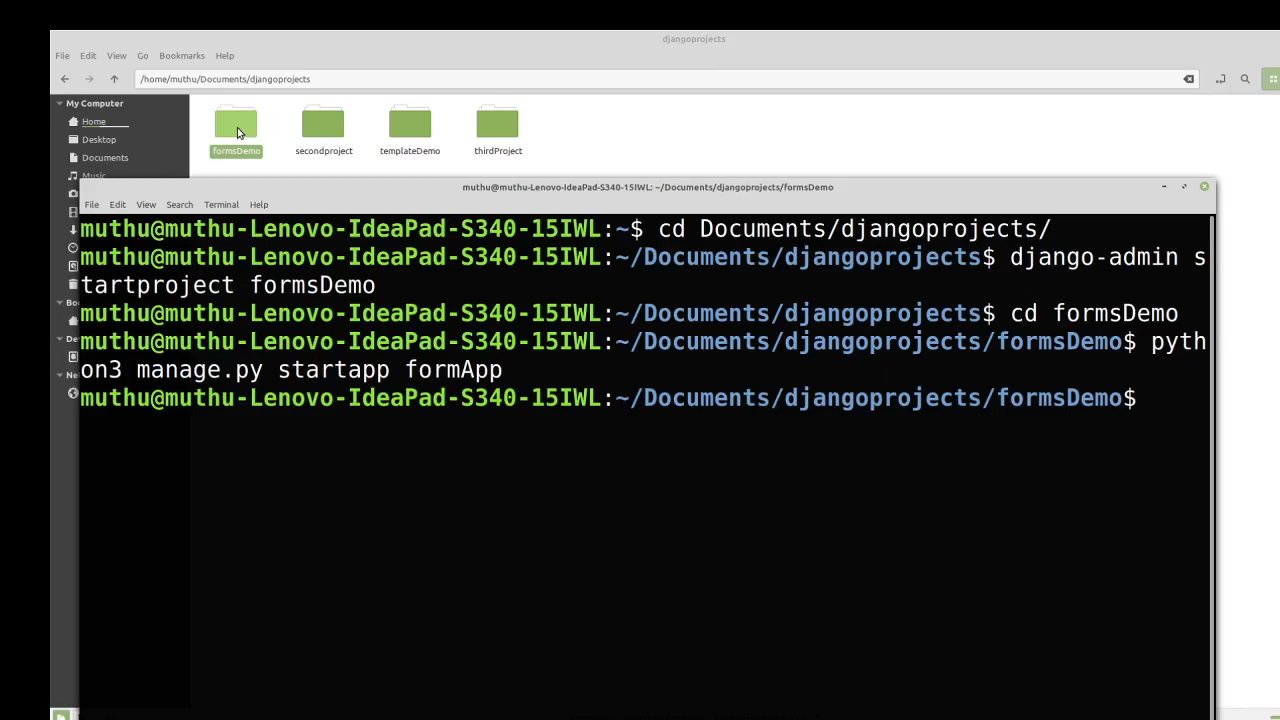 djangoprojects
File Edit View Go Bookmarks Help
/home/muthu/Documents/djangoprojects
My Computer
Home
Desktop
Documents
Music
formsDemo secondproject templateDemo thirdProject
Boo
De
Ne
muthu@muthu-Lenovo-IdeaPad-S340-15IWL: ~/Documents/djangoprojects/formsDemo
File Edit View Search Terminal Help
muthu@muthu-Lenovo-IdeaPad-S340-15IWL:~$ cd Documents/djangoprojects/
muthu@muthu-Lenovo-IdeaPad-S340-15IWL:~/Documents/djangoprojects$ django-admin s
tartproject formsDemo
muthu@muthu-Lenovo-IdeaPad-S340-15IWL:~/Documents/djangoprojects$ cd formsDemo
muthu@muthu-Lenovo-IdeaPad-S340-15IWL:~/Documents/djangoprojects/formsDemo$ pyth
on3 manage.py startapp formApp
muthu@muthu-Lenovo-IdeaPad-S340-15IWL:~/Documents/djangoprojects/formsDemo$